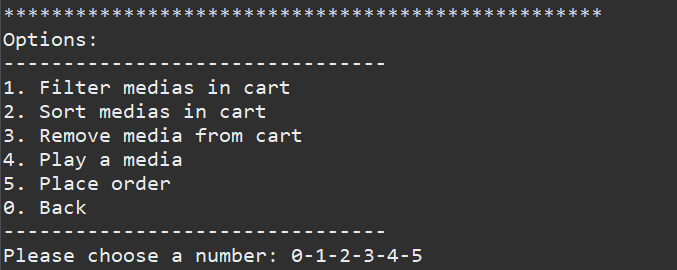 **************************************************
Options:
--------------------------------
1. Filter medias in cart
2. Sort medias in cart
3. Remove media from cart
4. Play a media
5. Place order
0. Back
--------------------------------
Please choose a number: 0-1-2-3-4-5